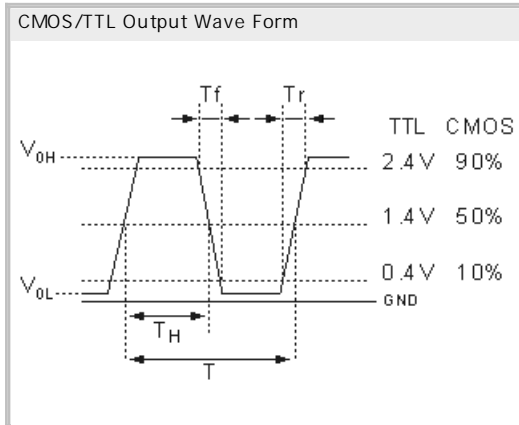 CMOS/TTL Output Wave Form
Tf Tr
TTL CMOS
V0H
2.4V 90%
1.4V 50%
0.4V 10%
V0L
GND
TH
T